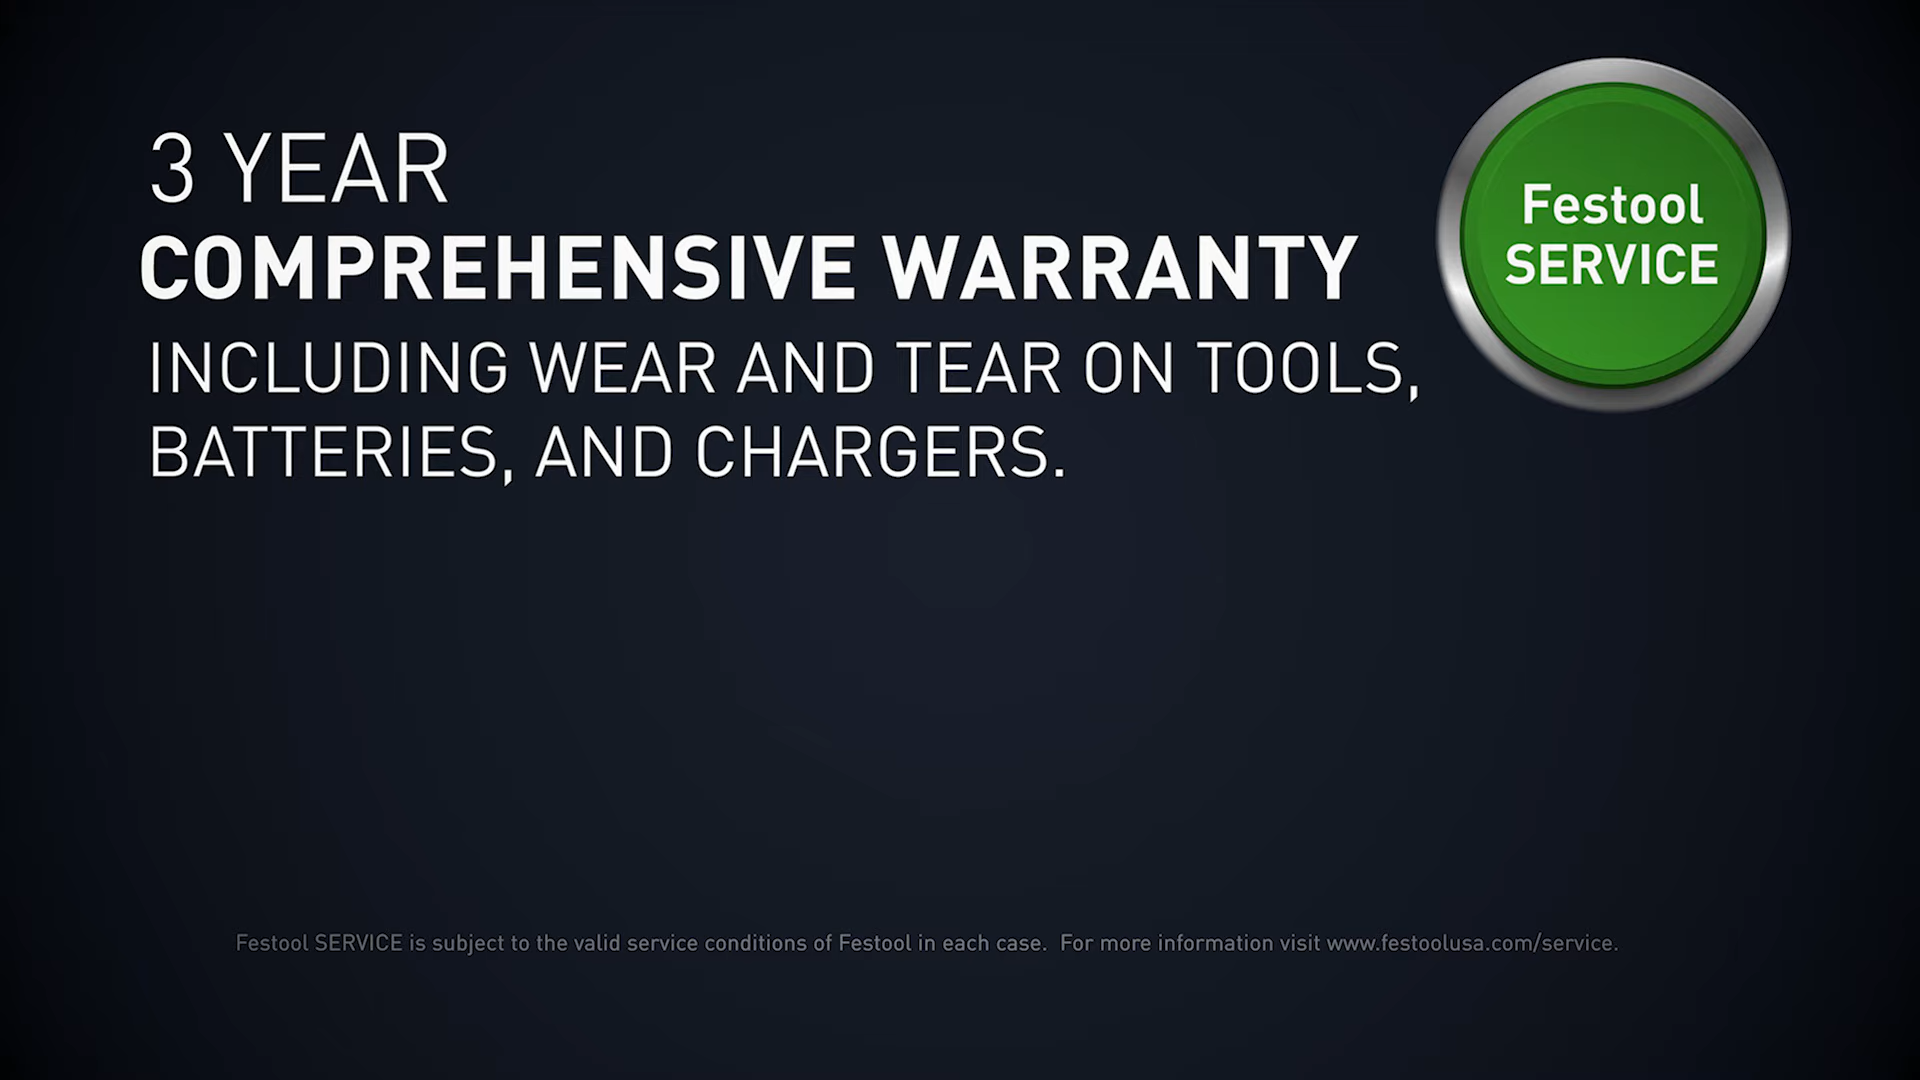 3 YEAR
COMPREHENSIVE WARRANTY
INCLUDING WEAR AND TEAR ON TOOLS,
BATTERIES, AND CHARGERS.
Festool
SERVICE
Festool SERVICE is subject to the valid service conditions of Festool in each case.  For more information visit www.festoolusa.com/service.